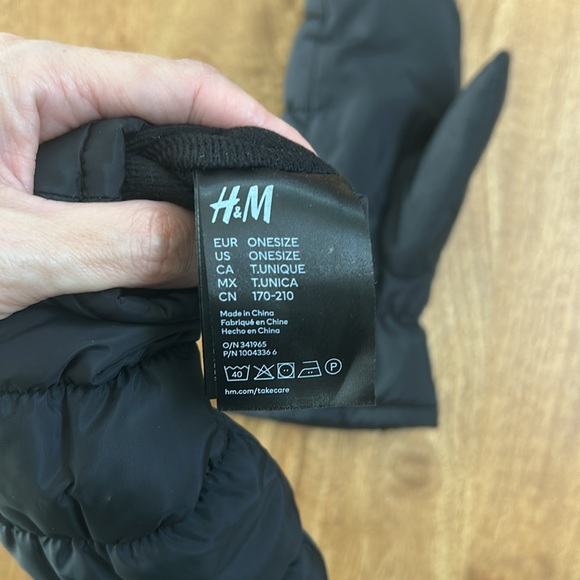 H&M
EUR ONESIZE
US ONESIZE
CA T.UNIQUE
MX T.UNICA
CN 170-210
Made in China
Fabriqué en Chine
Hecho en China
O/N 341965
P/N 1004336 6
40 P
hm.com/takecare